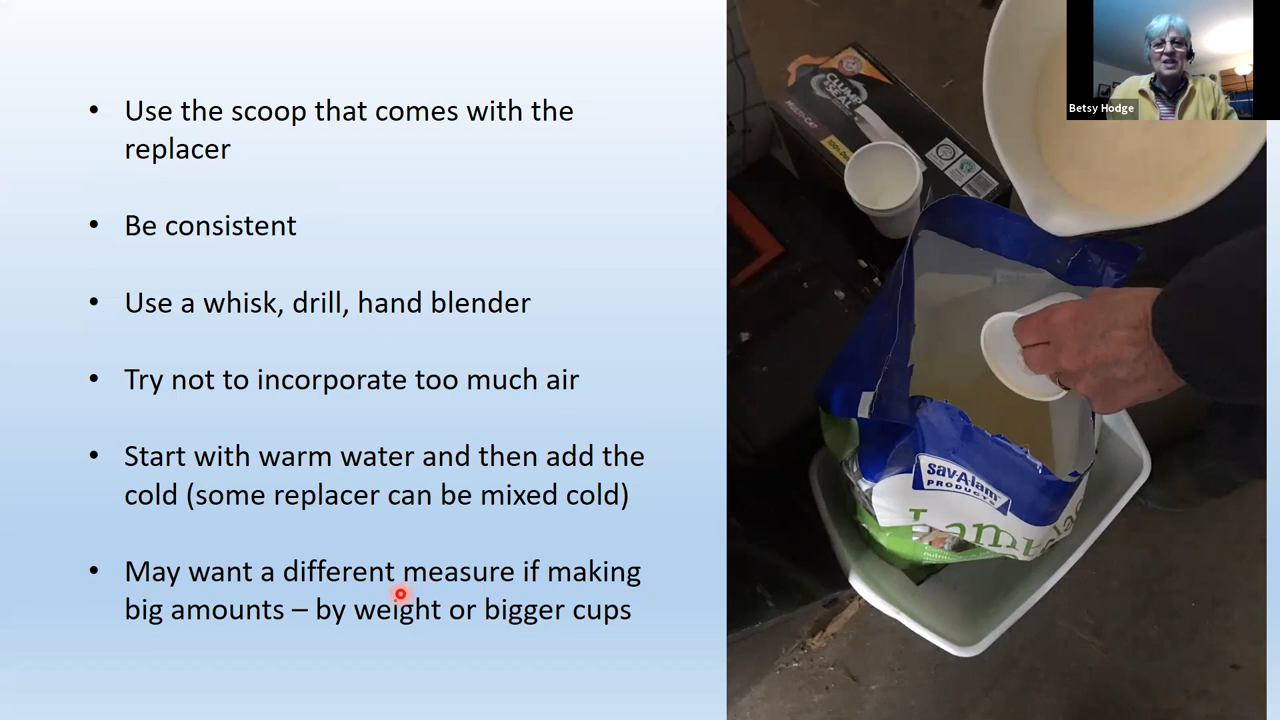 • Use the scoop that comes with the
replacer
• Be consistent
• Use a whisk, drill, hand blender
• Try not to incorporate too much air
• Start with warm water and then add the
cold (some replacer can be mixed cold)
• May want a different measure if making
big amounts – by weight or bigger cups
Betsy Hodge
CLUMP
& SEAL
MULTI-CAT
sav-A-lam
PRODUCTS